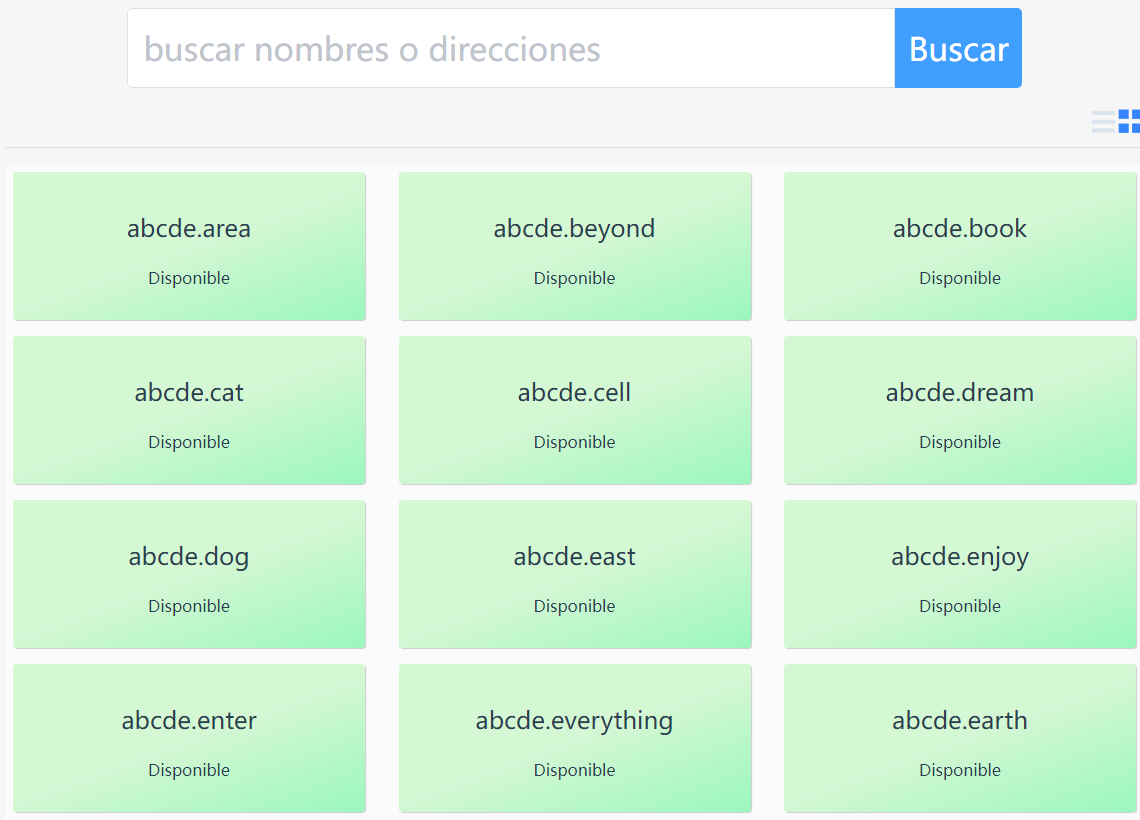 buscar nombres o direcciones
Buscar
abcde.area
Disponible
abcde.beyond
Disponible
abcde.book
Disponible
abcde.cat
Disponible
abcde.cell
Disponible
abcde.dream
Disponible
abcde.dog
Disponible
abcde.east
Disponible
abcde.enjoy
Disponible
abcde.enter
Disponible
abcde.everything
Disponible
abcde.earth
Disponible